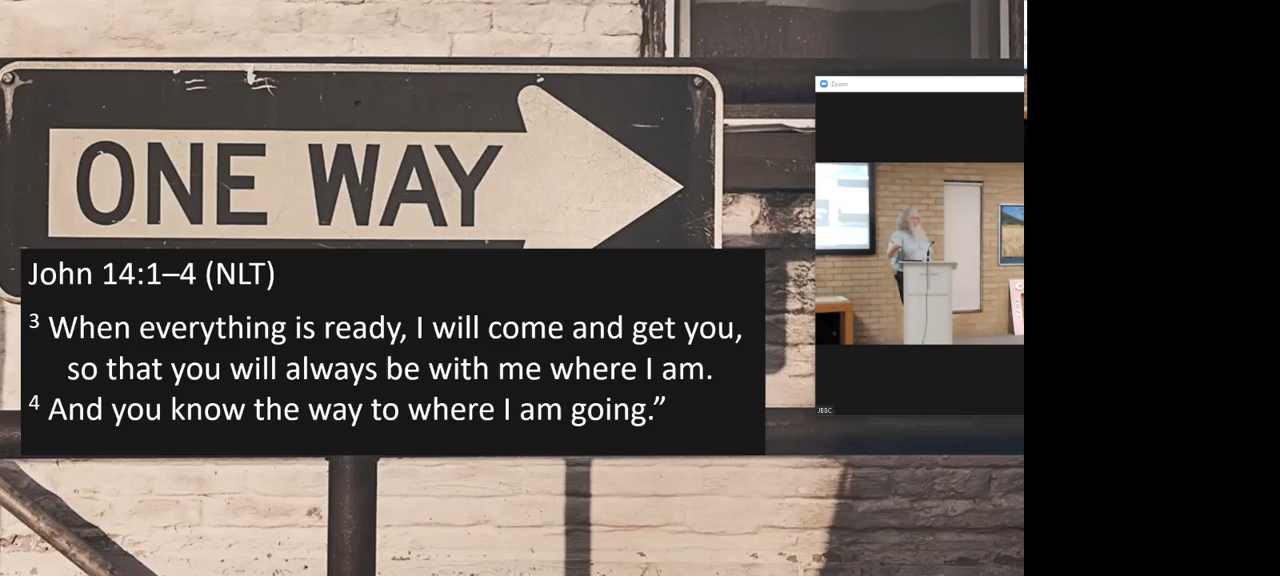 ONE WAY
Zoom
John 14:1–4 (NLT)
3 When everything is ready, I will come and get you,
so that you will always be with me where I am.
4 And you know the way to where I am going.”
JEBC